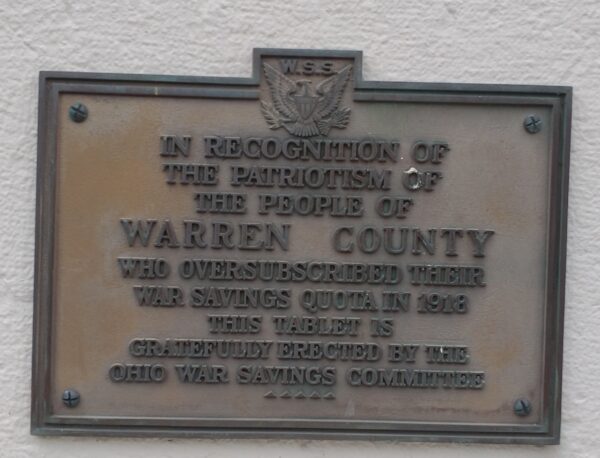 W.S.S.
IN RECOGNITION OF
THE PATRIOTISM OF
THE PEOPLE OF
WARREN COUNTY
WHO OVERSUBSCRIBED THEIR
WAR SAVINGS QUOTA IN 1918
THIS TABLET IS
GRATEFULLY ERECTED BY THE
OHIO WAR SAVINGS COMMITTEE